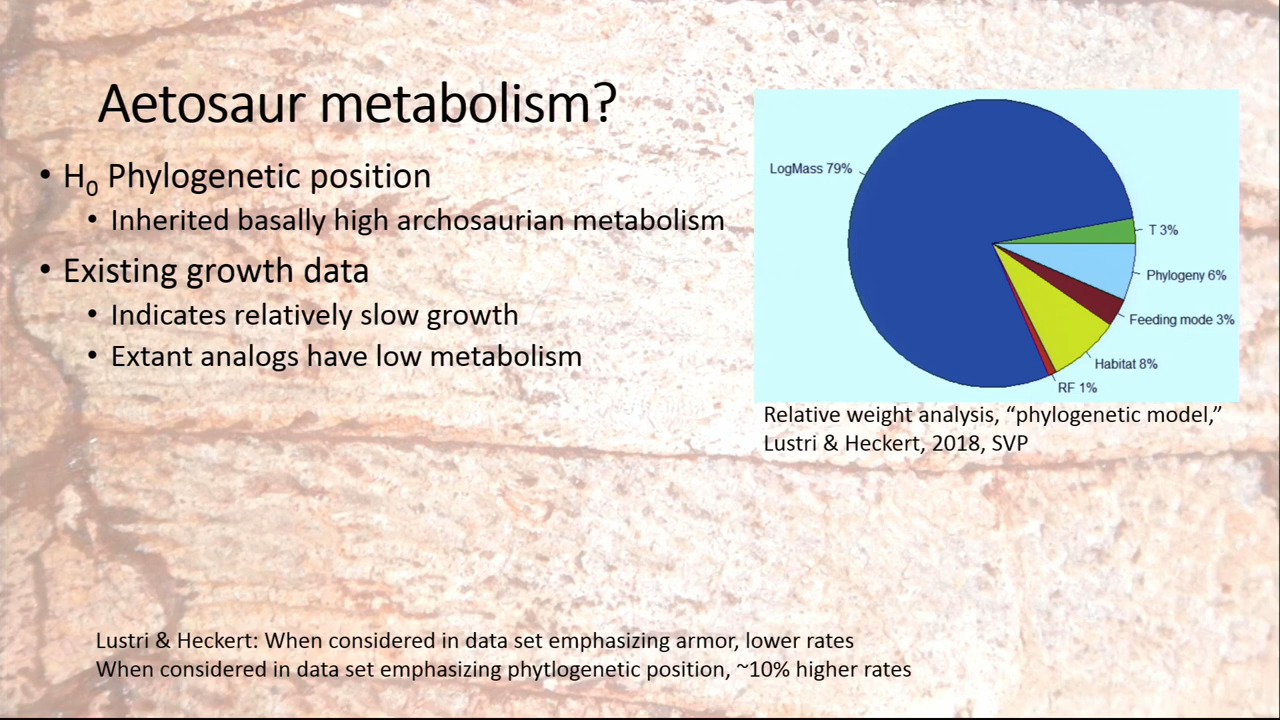 Aetosaur metabolism?
• H₀ Phylogenetic position
• Inherited basally high archosaurian metabolism
• Existing growth data
• Indicates relatively slow growth
• Extant analogs have low metabolism
LogMass 79%
T 3%
Phylogeny 6%
Feeding mode 3%
Habitat 8%
RF 1%
Relative weight analysis, “phylogenetic model,”
Lustri & Heckert, 2018, SVP
Lustri & Heckert: When considered in data set emphasizing armor, lower rates
When considered in data set emphasizing phytlogenetic position, ~10% higher rates